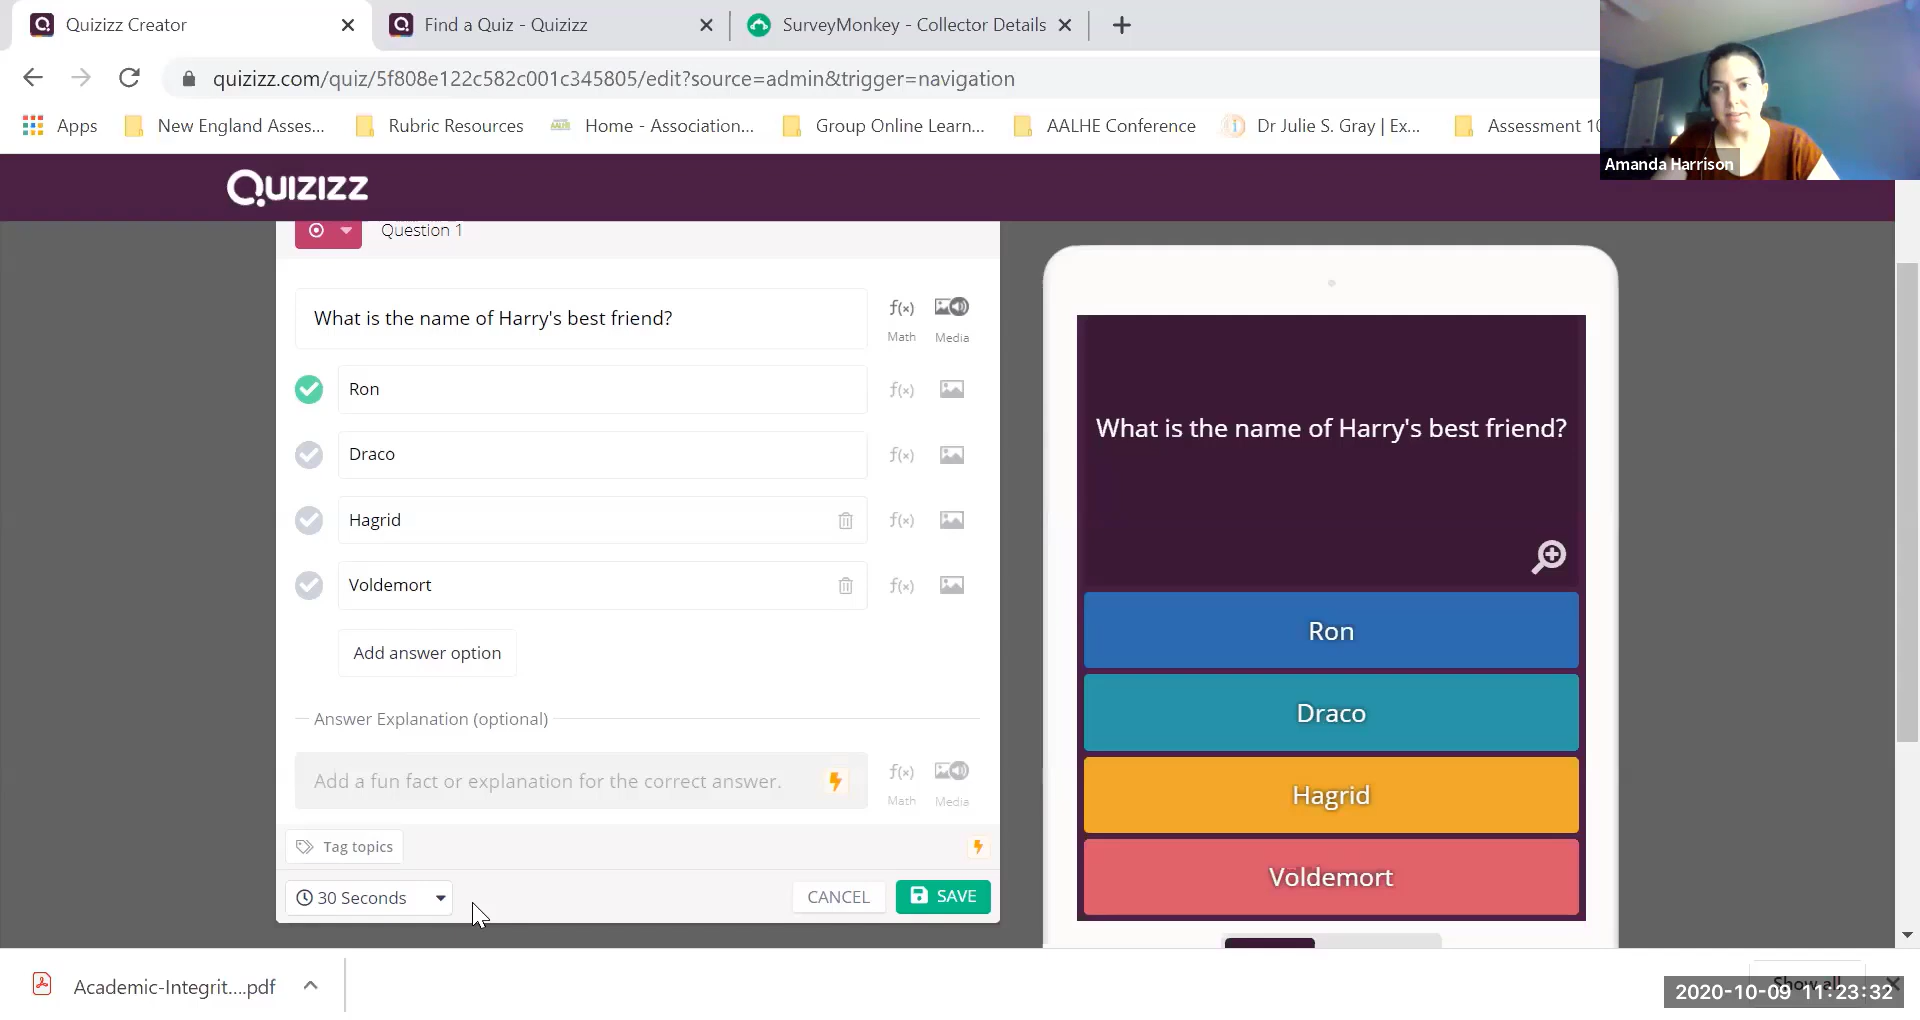 Quizizz Creator
Find a Quiz - Quizizz
SurveyMonkey - Collector Details
quizizz.com/quiz/5f808e122c582c001c345805/edit?source=admin&trigger=navigation
Apps
New England Asses...
Rubric Resources
Home - Association...
Group Online Learn...
AALHE Conference
Dr Julie S. Gray | Ex...
Assessment 10
Amanda Harrison
Quizizz
Question 1
What is the name of Harry's best friend?
f(x)
Math
Media
Ron
f(x)
Draco
f(x)
Hagrid
f(x)
Voldemort
f(x)
Add answer option
Answer Explanation (optional)
Add a fun fact or explanation for the correct answer.
f(x)
Math
Media
Tag topics
30 Seconds
CANCEL
SAVE
What is the name of Harry's best friend?
Ron
Draco
Hagrid
Voldemort
Academic-Integrit....pdf
Show all
2020-10-09 11:23:32